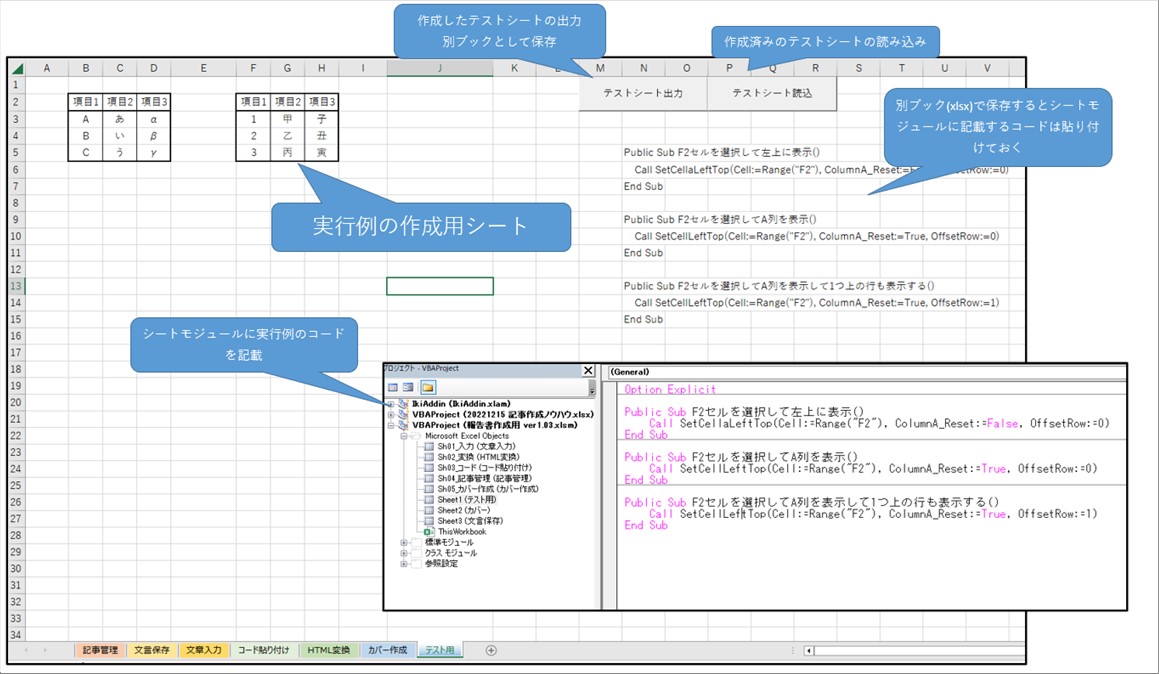 作成したテストシートの出力
別ブックとして保存
作成済みのテストシートの読み込み
A B C D E F G H I J K L M N O P Q R S T U V
1
テストシート出力 テストシート読込
2 項目1 項目2 項目3 項目1 項目2 項目3
3 A あ α 1 甲 子
4 B い β 2 乙 丑
5 C う γ 3 丙 寅 Public Sub F2セルを選択して左上に表示()
6 Call SetCellaLeftTop(Cell:=Range("F2"), ColumnA_Reset:=F OffsetRow:=0)
7 End Sub
別ブック(xlsx)で保存するとシートモ
ジュールに記載するコードは貼り付
けておく
8
9 Public Sub F2セルを選択してA列を表示()
10 Call SetCellLeftTop(Cell:=Range("F2"), ColumnA_Reset:=True, OffsetRow:=0)
11 End Sub
実行例の作成用シート
12
13 Public Sub F2セルを選択してA列を表示して1つ上の行も表示する()
14 Call SetCellLeftTop(Cell:=Range("F2"), ColumnA_Reset:=True, OffsetRow:=1)
15 End Sub
16
17
18
19
20
21
22
23
24
25
26
27
28
29
30
31
32
33
34
シートモジュールに実行例のコード
を記載
プロジェクト - VBAProject
IkiAddin (IkiAddin.xlam)
VBAProject (20221215 記事作成ノウハウ.xlsx)
VBAProject (報告書作成用 ver1.03.xlsm)
Microsoft Excel Objects
Sh01_入力 (文章入力)
Sh02_変換 (HTML変換)
Sh03_コード (コード貼り付け)
Sh04_記事管理 (記事管理)
Sh05_カバー作成 (カバー作成)
Sheet1 (テスト用)
Sheet2 (カバー)
Sheet3 (文言保存)
ThisWorkbook
標準モジュール
クラス モジュール
参照設定
(General)
Option Explicit
Public Sub F2セルを選択して左上に表示()
Call SetCellaLeftTop(Cell:=Range("F2"), ColumnA_Reset:=False, OffsetRow:=0)
End Sub
Public Sub F2セルを選択してA列を表示()
Call SetCellLeftTop(Cell:=Range("F2"), ColumnA_Reset:=True, OffsetRow:=0)
End Sub
Public Sub F2セルを選択してA列を表示して1つ上の行も表示する()
Call SetCellLeftTop(Cell:=Range("F2"), ColumnA_Reset:=True, OffsetRow:=1)
End Sub
記事管理 文言保存 文章入力 コード貼り付け HTML変換 カバー作成 テスト用